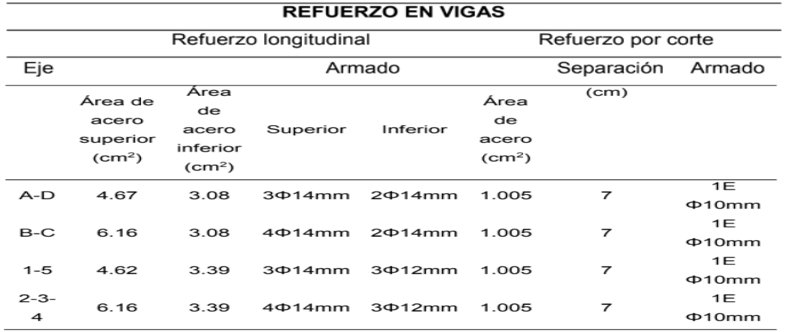 REFUERZO EN VIGAS
Refuerzo longitudinal Refuerzo por corte
Eje Armado Separación Armado
Área de acero superior (cm²) Área de acero inferior (cm²) Superior Inferior Área de acero (cm²) (cm)
A-D 4.67 3.08 3Φ14mm 2Φ14mm 1.005 7 1E Φ10mm
B-C 6.16 3.08 4Φ14mm 2Φ14mm 1.005 7 1E Φ10mm
1-5 4.62 3.39 3Φ14mm 3Φ12mm 1.005 7 1E Φ10mm
2-3-4 6.16 3.39 4Φ14mm 3Φ12mm 1.005 7 1E Φ10mm